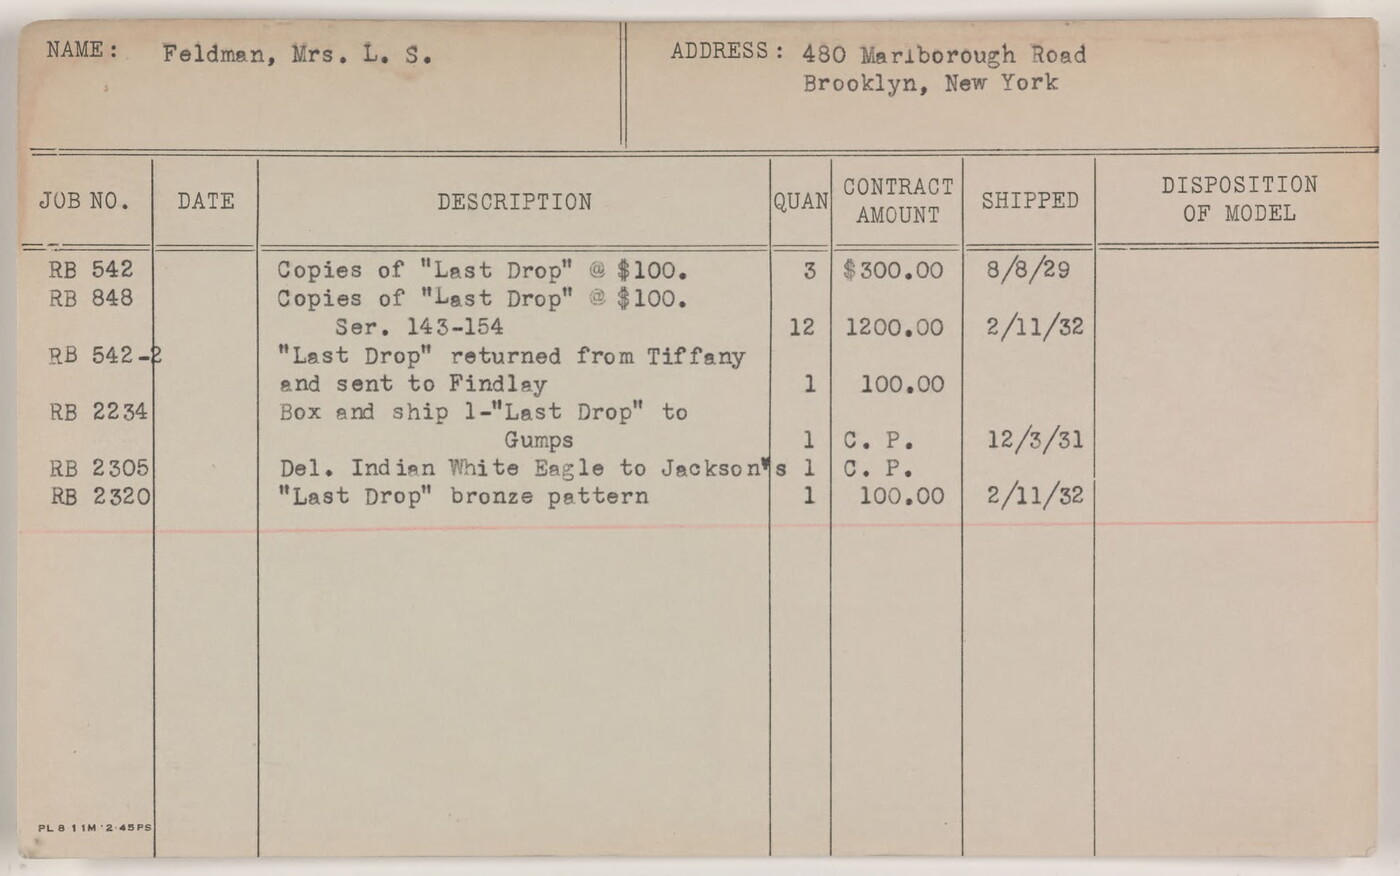 NAME: Feldman, Mrs. L. S. ADDRESS: 480 Marlborough Road
Brooklyn, New York
JOB NO. DATE DESCRIPTION QUAN CONTRACT AMOUNT SHIPPED DISPOSITION OF MODEL
RB 542 Copies of "Last Drop" @ $100. 3 $300.00 8/8/29
RB 848 Copies of "Last Drop" @ $100.
Ser. 143-154 12 1200.00 2/11/32
RB 542-2 "Last Drop" returned from Tiffany
and sent to Findlay 1 100.00
RB 2234 Box and ship 1-"Last Drop" to
Gumps 1 C. P. 12/3/31
RB 2305 Del. Indian White Eagle to Jackson's 1 C. P.
RB 2320 "Last Drop" bronze pattern 1 100.00 2/11/32
PL 8 1 1M 2-45PS